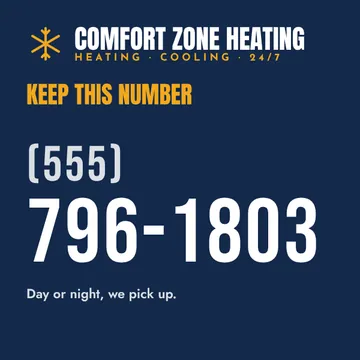 COMFORT ZONE HEATING
HEATING · COOLING · 24/7
KEEP THIS NUMBER
(555)
796-1803
Day or night, we pick up.